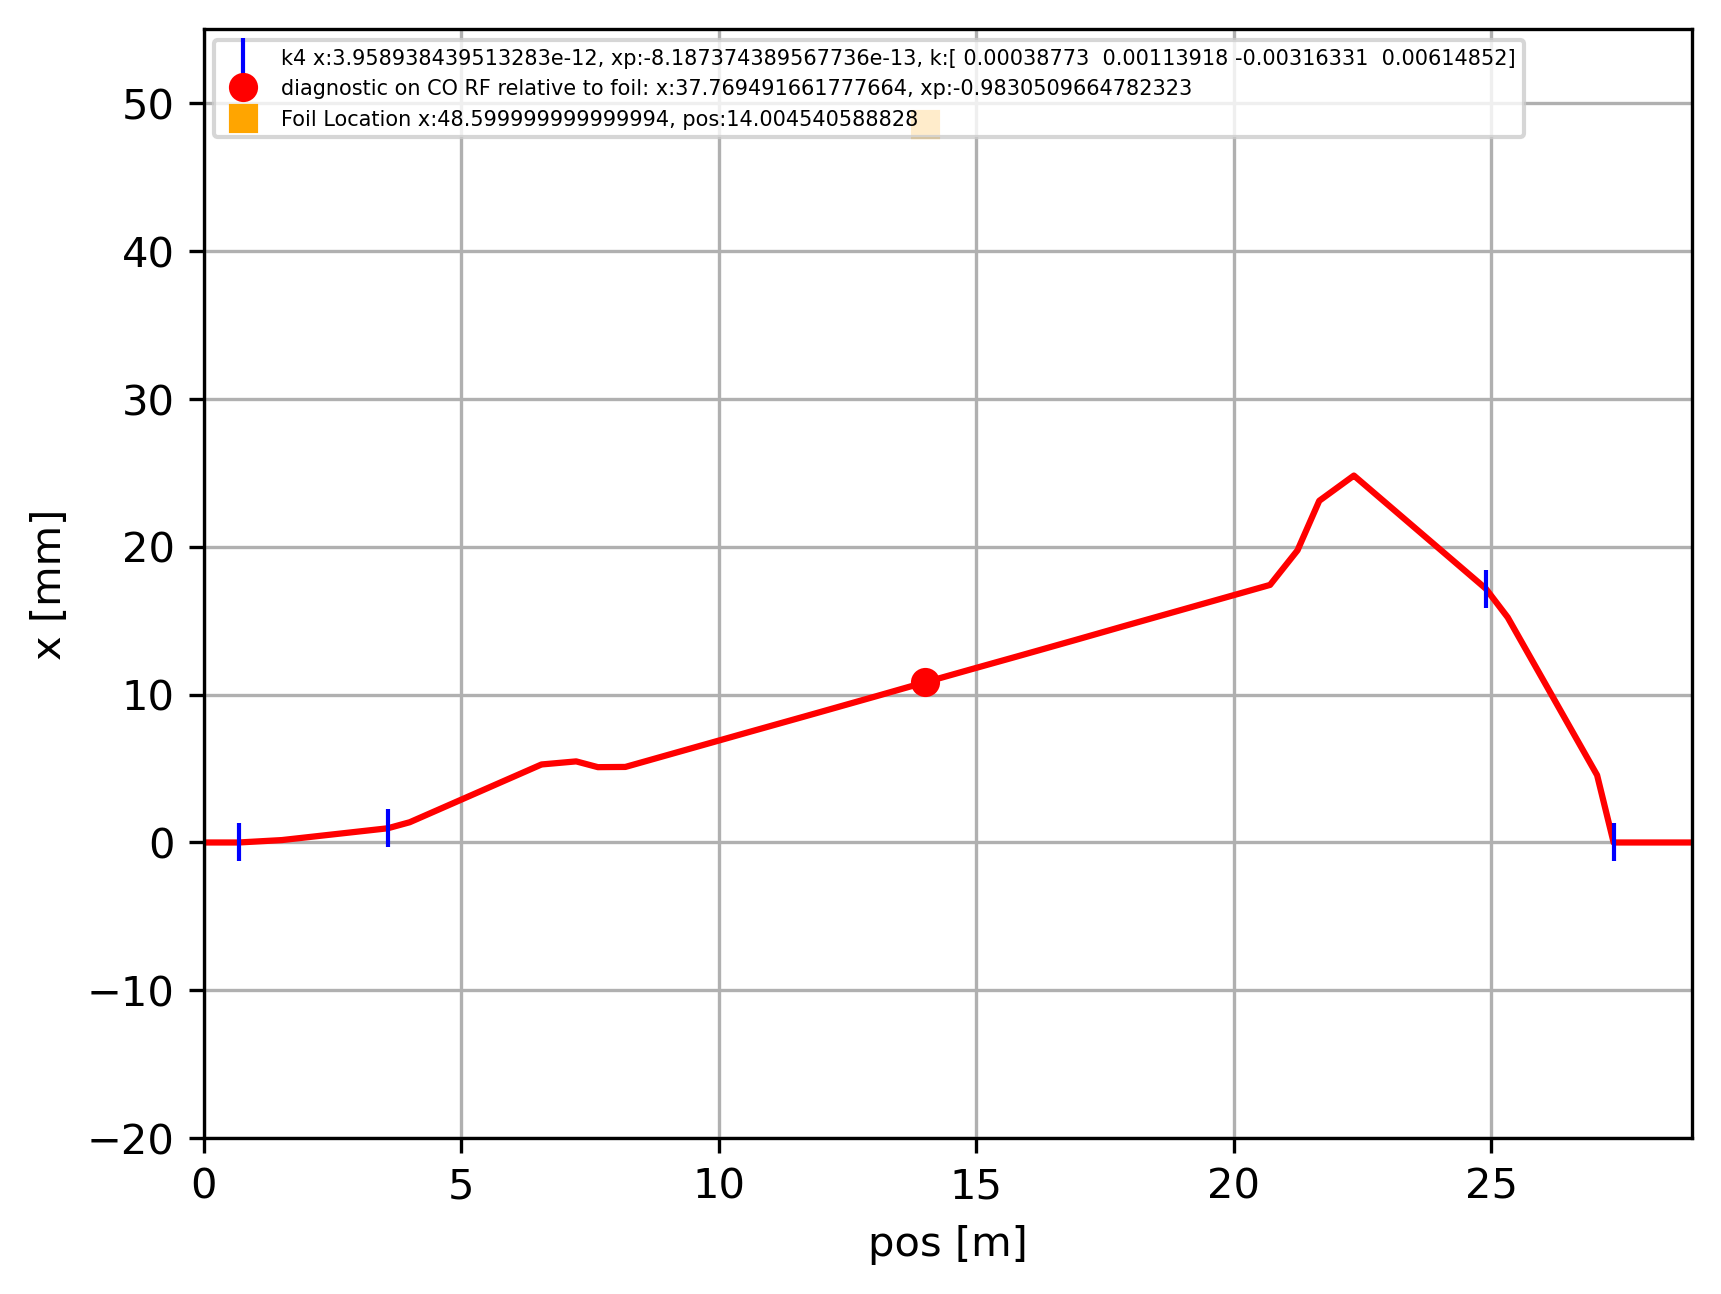 k4 x:3.958938439513283e-12, xp:-8.187374389567736e-13, k:[ 0.00038773  0.00113918 -0.00316331  0.00614852]
diagnostic on CO RF relative to foil: x:37.769491661777664, xp:-0.9830509664782323
Foil Location x:48.599999999999994, pos:14.004540588828
50
40
30
20
10
0
−10
−20
x [mm]
0 5 10 15 20 25
pos [m]